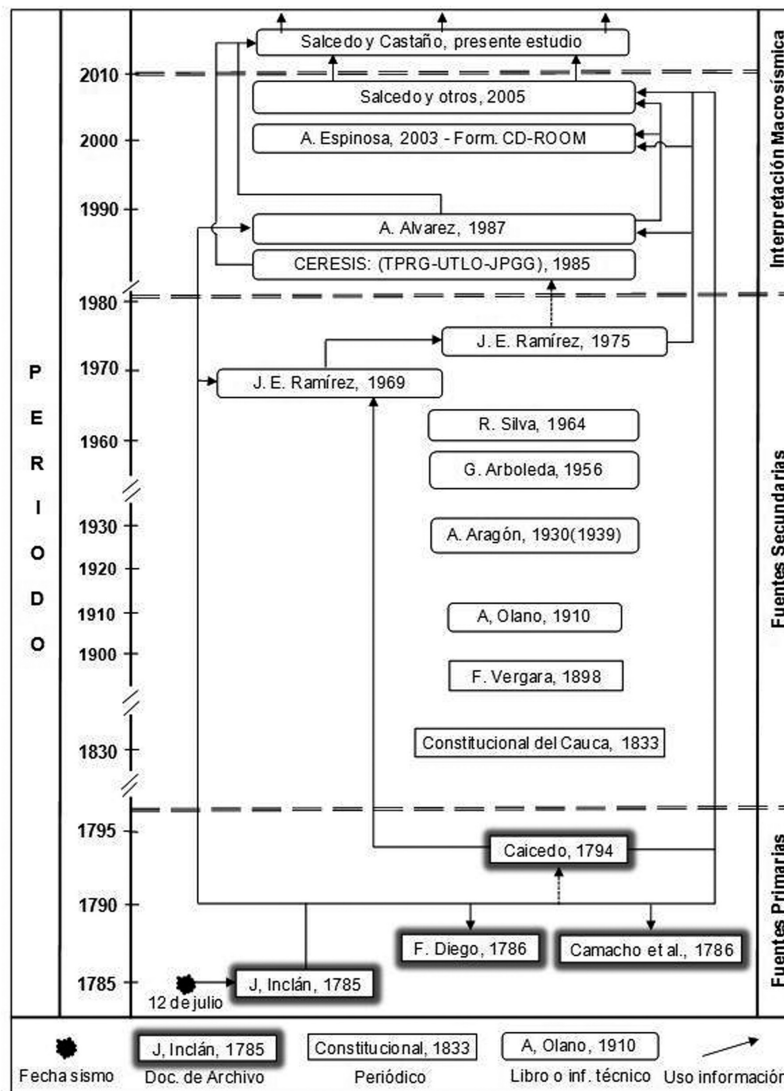 Salcedo y Castaño, presente estudio
2010
Salcedo y otros, 2005
A. Espinosa, 2003 - Form. CD-ROOM
2000
1990
A. Alvarez, 1987
CERESIS: (TPRG-UTLO-JPGG), 1985
Interpretación Macrosísmica
1980
J. E. Ramírez, 1975
1970
J. E. Ramírez, 1969
R. Silva, 1964
1960
G. Arboleda, 1956
PERIODO
1930
A. Aragón, 1930(1939)
1920
1910
A, Olano, 1910
1900
F. Vergara, 1898
Constitucional del Cauca, 1833
1830
Fuentes Secundarias
1795
Caicedo, 1794
1790
F. Diego, 1786
Camacho et al., 1786
1785
J, Inclán, 1785
12 de julio
Fuentes Primarias
J, Inclán, 1785
Constitucional, 1833
A, Olano, 1910
Fecha sismo
Doc. de Archivo
Periódico
Libro o inf. técnico
Uso información